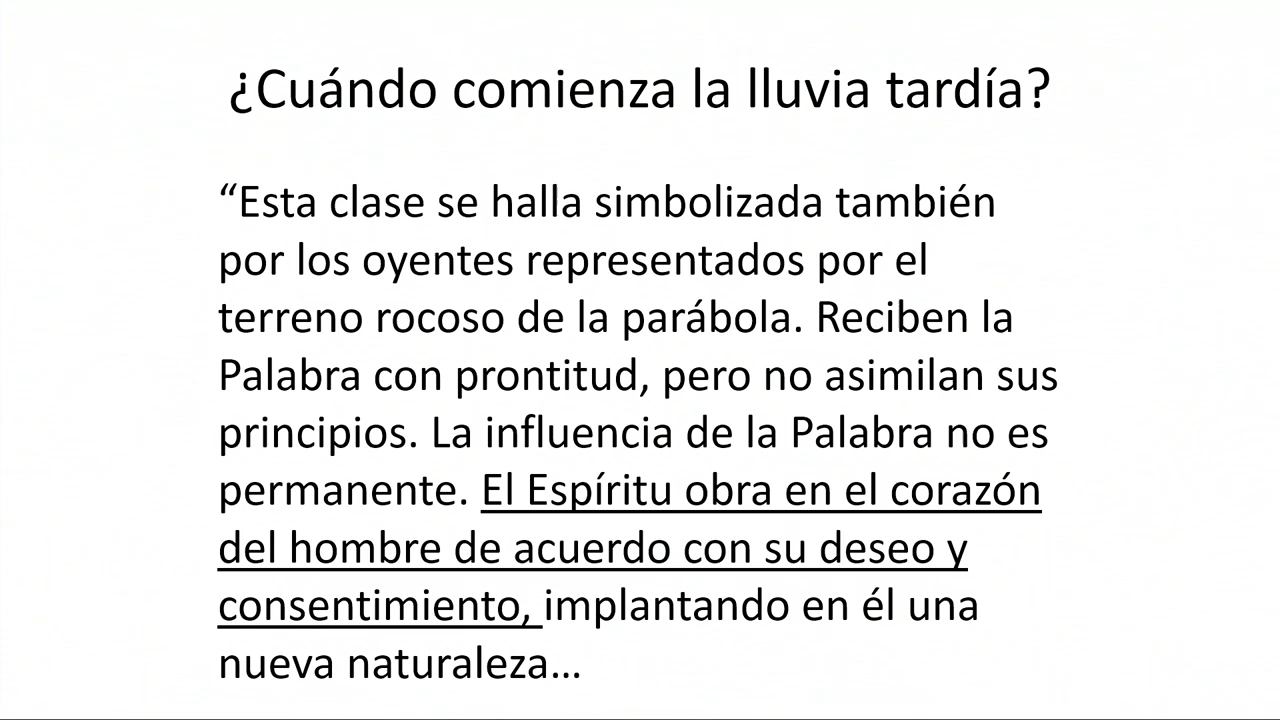 ¿Cuándo comienza la lluvia tardía?
“Esta clase se halla simbolizada también
por los oyentes representados por el
terreno rocoso de la parábola. Reciben la
Palabra con prontitud, pero no asimilan sus
principios. La influencia de la Palabra no es
permanente. El Espíritu obra en el corazón
del hombre de acuerdo con su deseo y
consentimiento, implantando en él una
nueva naturaleza…